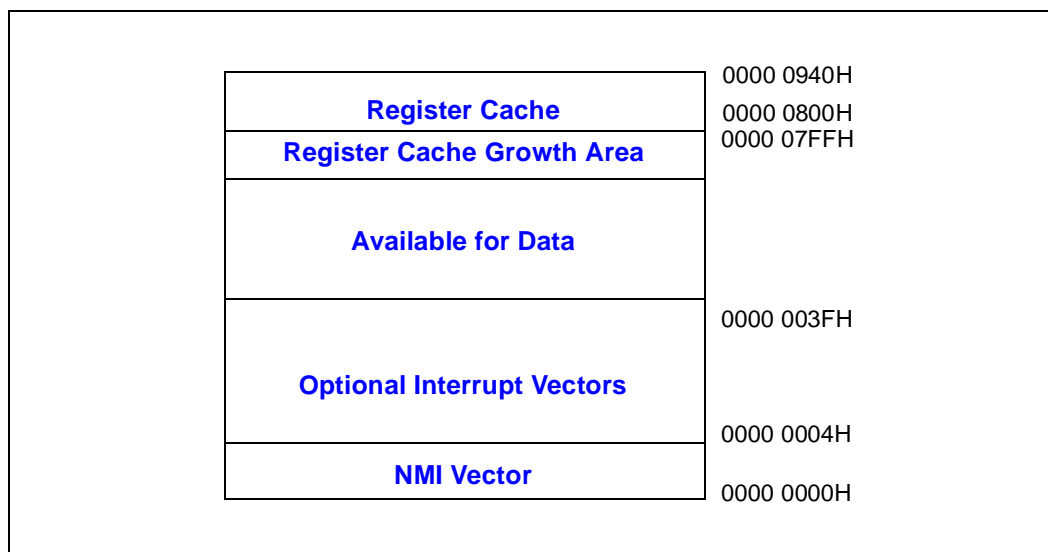 0000 0940H
Register Cache
0000 0800H
0000 07FFH
Register Cache Growth Area
Available for Data
0000 003FH
Optional Interrupt Vectors
0000 0004H
NMI Vector
0000 0000H